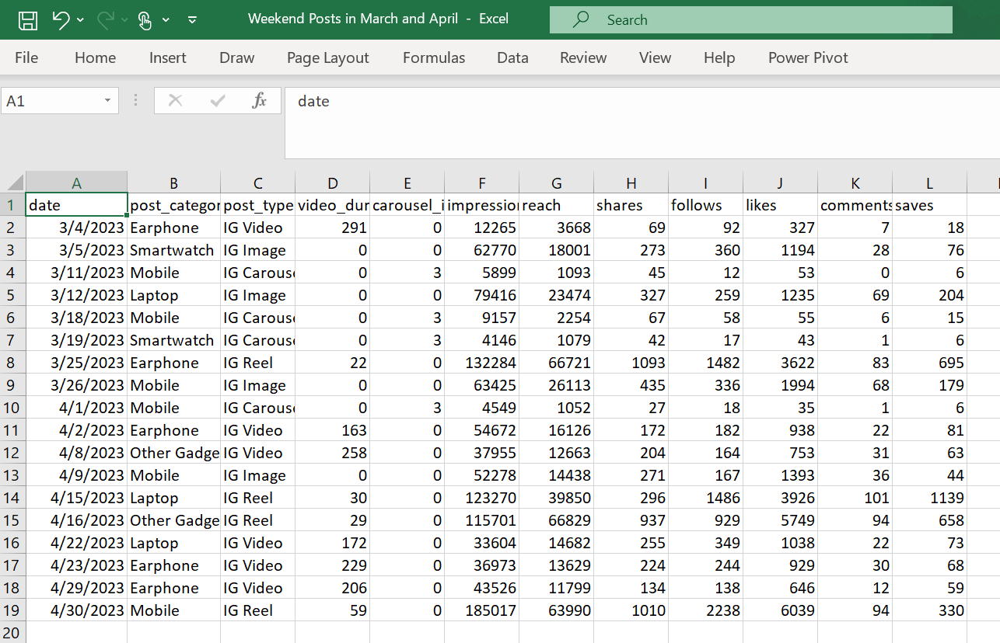 Weekend Posts in March and April - Excel Search
File Home Insert Draw Page Layout Formulas Data Review View Help Power Pivot
A1 fx date
A B C D E F G H I J K L
1 date post_categor post_type video_dur carousel_i impression reach shares follows likes comments saves
2 3/4/2023 Earphone IG Video 291 0 12265 3668 69 92 327 7 18
3 3/5/2023 Smartwatch IG Image 0 0 62770 18001 273 360 1194 28 76
4 3/11/2023 Mobile IG Carouse 0 3 5899 1093 45 12 53 0 6
5 3/12/2023 Laptop IG Image 0 0 79416 23474 327 259 1235 69 204
6 3/18/2023 Mobile IG Carouse 0 3 9157 2254 67 58 55 6 15
7 3/19/2023 Smartwatch IG Carouse 0 3 4146 1079 42 17 43 1 6
8 3/25/2023 Earphone IG Reel 22 0 132284 66721 1093 1482 3622 83 695
9 3/26/2023 Mobile IG Image 0 0 63425 26113 435 336 1994 68 179
10 4/1/2023 Mobile IG Carouse 0 3 4549 1052 27 18 35 1 6
11 4/2/2023 Earphone IG Video 163 0 54672 16126 172 182 938 22 81
12 4/8/2023 Other Gadge IG Video 258 0 37955 12663 204 164 753 31 63
13 4/9/2023 Mobile IG Image 0 0 52278 14438 271 167 1393 36 44
14 4/15/2023 Laptop IG Reel 30 0 123270 39850 296 1486 3926 101 1139
15 4/16/2023 Other Gadge IG Reel 29 0 115701 66829 937 929 5749 94 658
16 4/22/2023 Laptop IG Video 172 0 33604 14682 255 349 1038 22 73
17 4/23/2023 Earphone IG Video 229 0 36973 13629 224 244 929 30 68
18 4/29/2023 Earphone IG Video 206 0 43526 11799 134 138 646 12 59
19 4/30/2023 Mobile IG Reel 59 0 185017 63990 1010 2238 6039 94 330
20